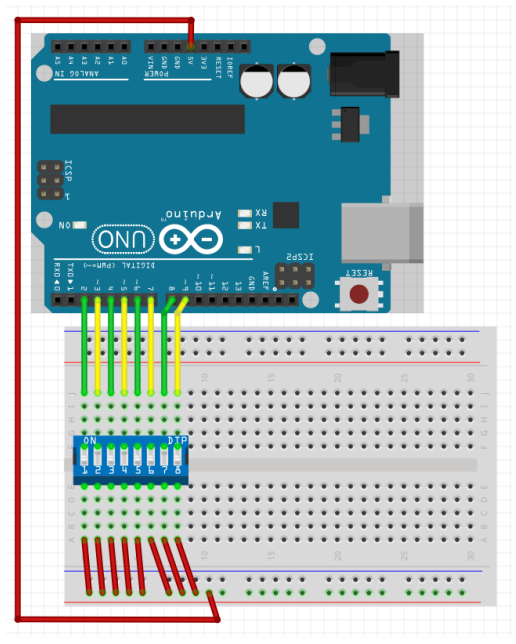 A5 A4 A3 A2 A1 A0
VIN GND GND 5V 3V3 RESET IOREF
ANALOG IN
POWER
ICSP
1
ON
RX
TX
L
Arduino
UNO
ICSP2
DIGITAL (PWM=~)
RESET
RXD◀0 TXD▶1 2 ~3 4 ~5 ~6 7 8 ~9 ~10 ~11 12 13 GND AREF
10 15 20 25 30
J
I
H
G
F
ON DIP
1 2 3 4 5 6 7 8
E
D
C
B
A
10 15 20 25 30